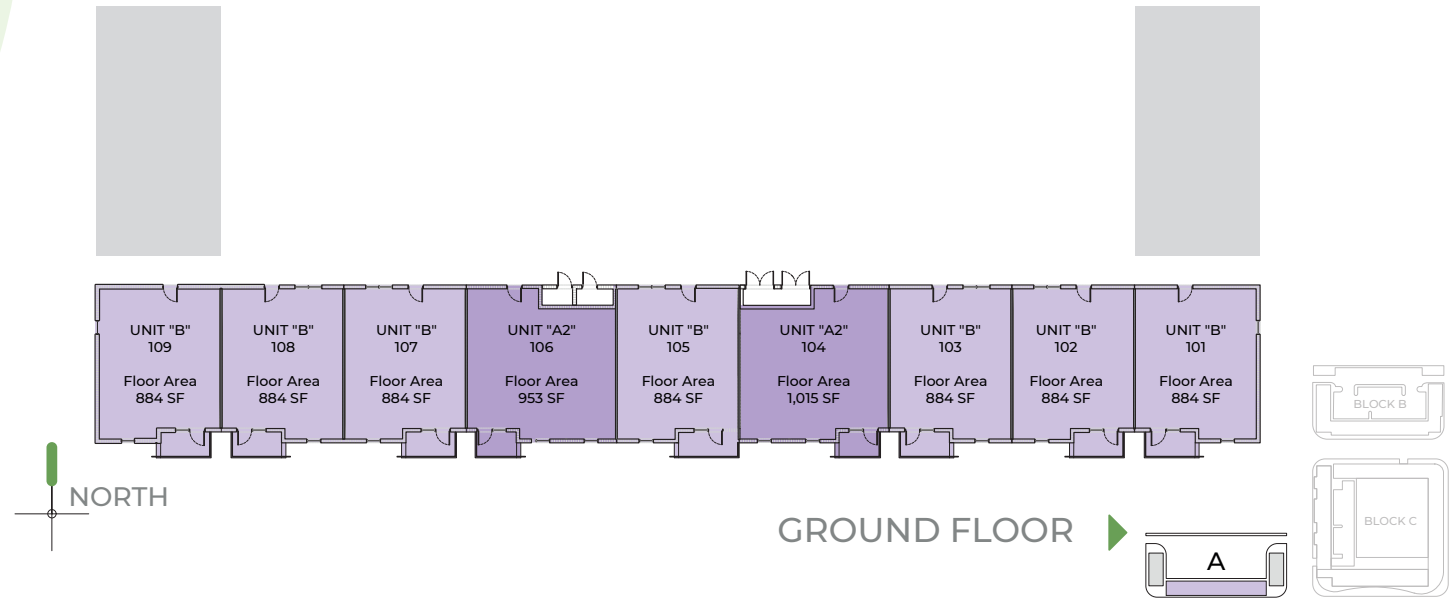 UNIT "B"
109
Floor Area
884 SF
UNIT "B"
108
Floor Area
884 SF
UNIT "B"
107
Floor Area
884 SF
UNIT "A2"
106
Floor Area
953 SF
UNIT "B"
105
Floor Area
884 SF
UNIT "A2"
104
Floor Area
1,015 SF
UNIT "B"
103
Floor Area
884 SF
UNIT "B"
102
Floor Area
884 SF
UNIT "B"
101
Floor Area
884 SF
BLOCK B
NORTH
GROUND FLOOR
BLOCK C
A